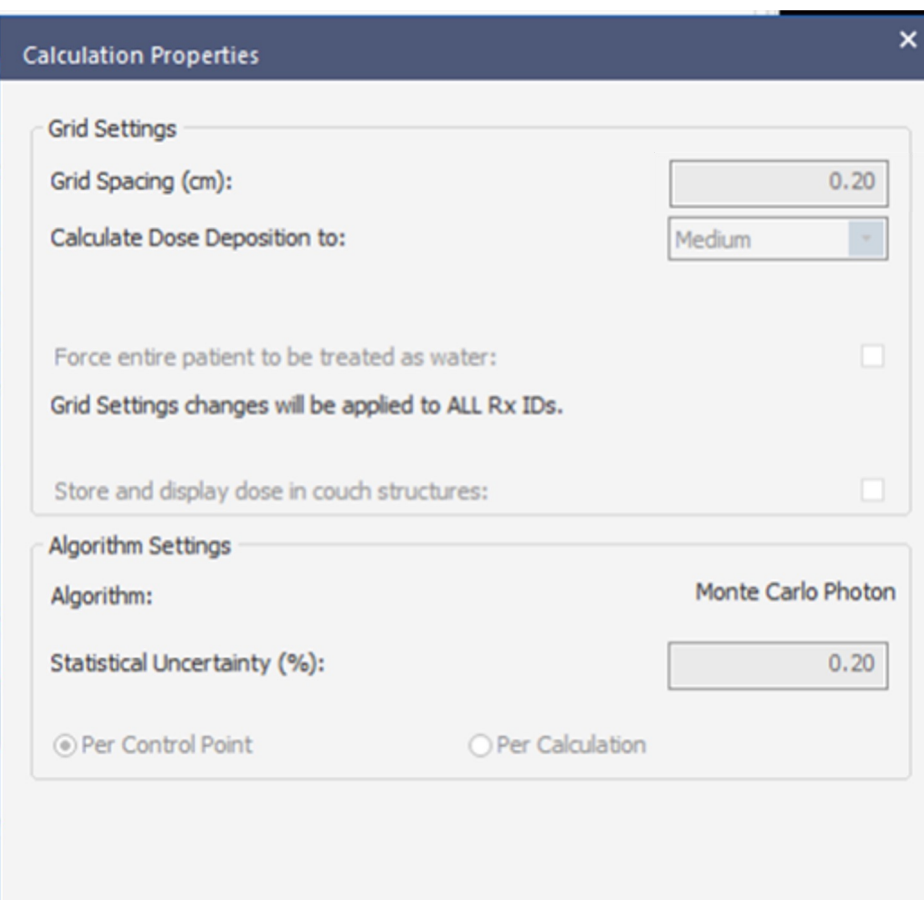 Calculation Properties
Grid Settings
Grid Spacing (cm): 0.20
Calculate Dose Deposition to: Medium
Force entire patient to be treated as water:
Grid Settings changes will be applied to ALL Rx IDs.
Store and display dose in couch structures:
Algorithm Settings
Algorithm: Monte Carlo Photon
Statistical Uncertainty (%): 0.20
Per Control Point Per Calculation